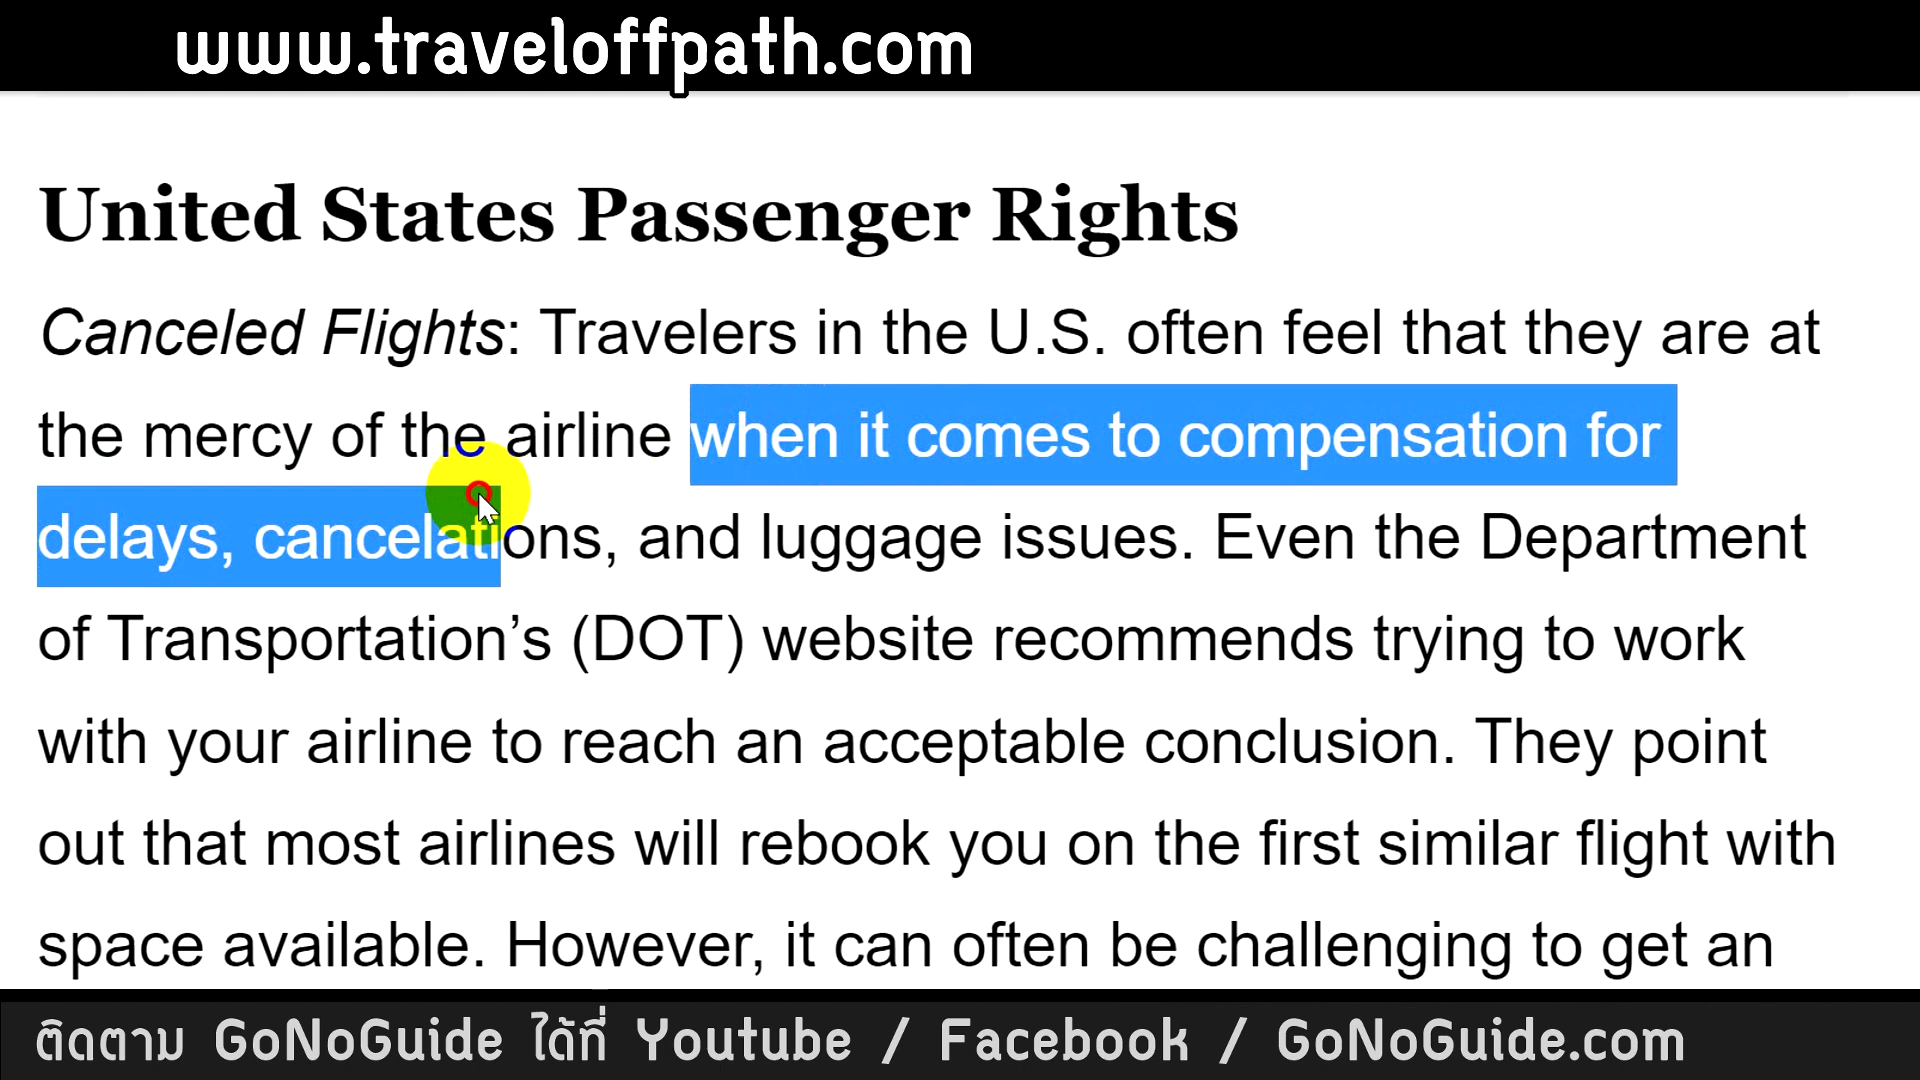 www.traveloffpath.com
United States Passenger Rights
Canceled Flights: Travelers in the U.S. often feel that they are at
the mercy of the airline when it comes to compensation for
delays, cancelations, and luggage issues. Even the Department
of Transportation’s (DOT) website recommends trying to work
with your airline to reach an acceptable conclusion. They point
out that most airlines will rebook you on the first similar flight with
space available. However, it can often be challenging to get an
ติดตาม GoNoGuide ได้ที่ Youtube / Facebook / GoNoGuide.com